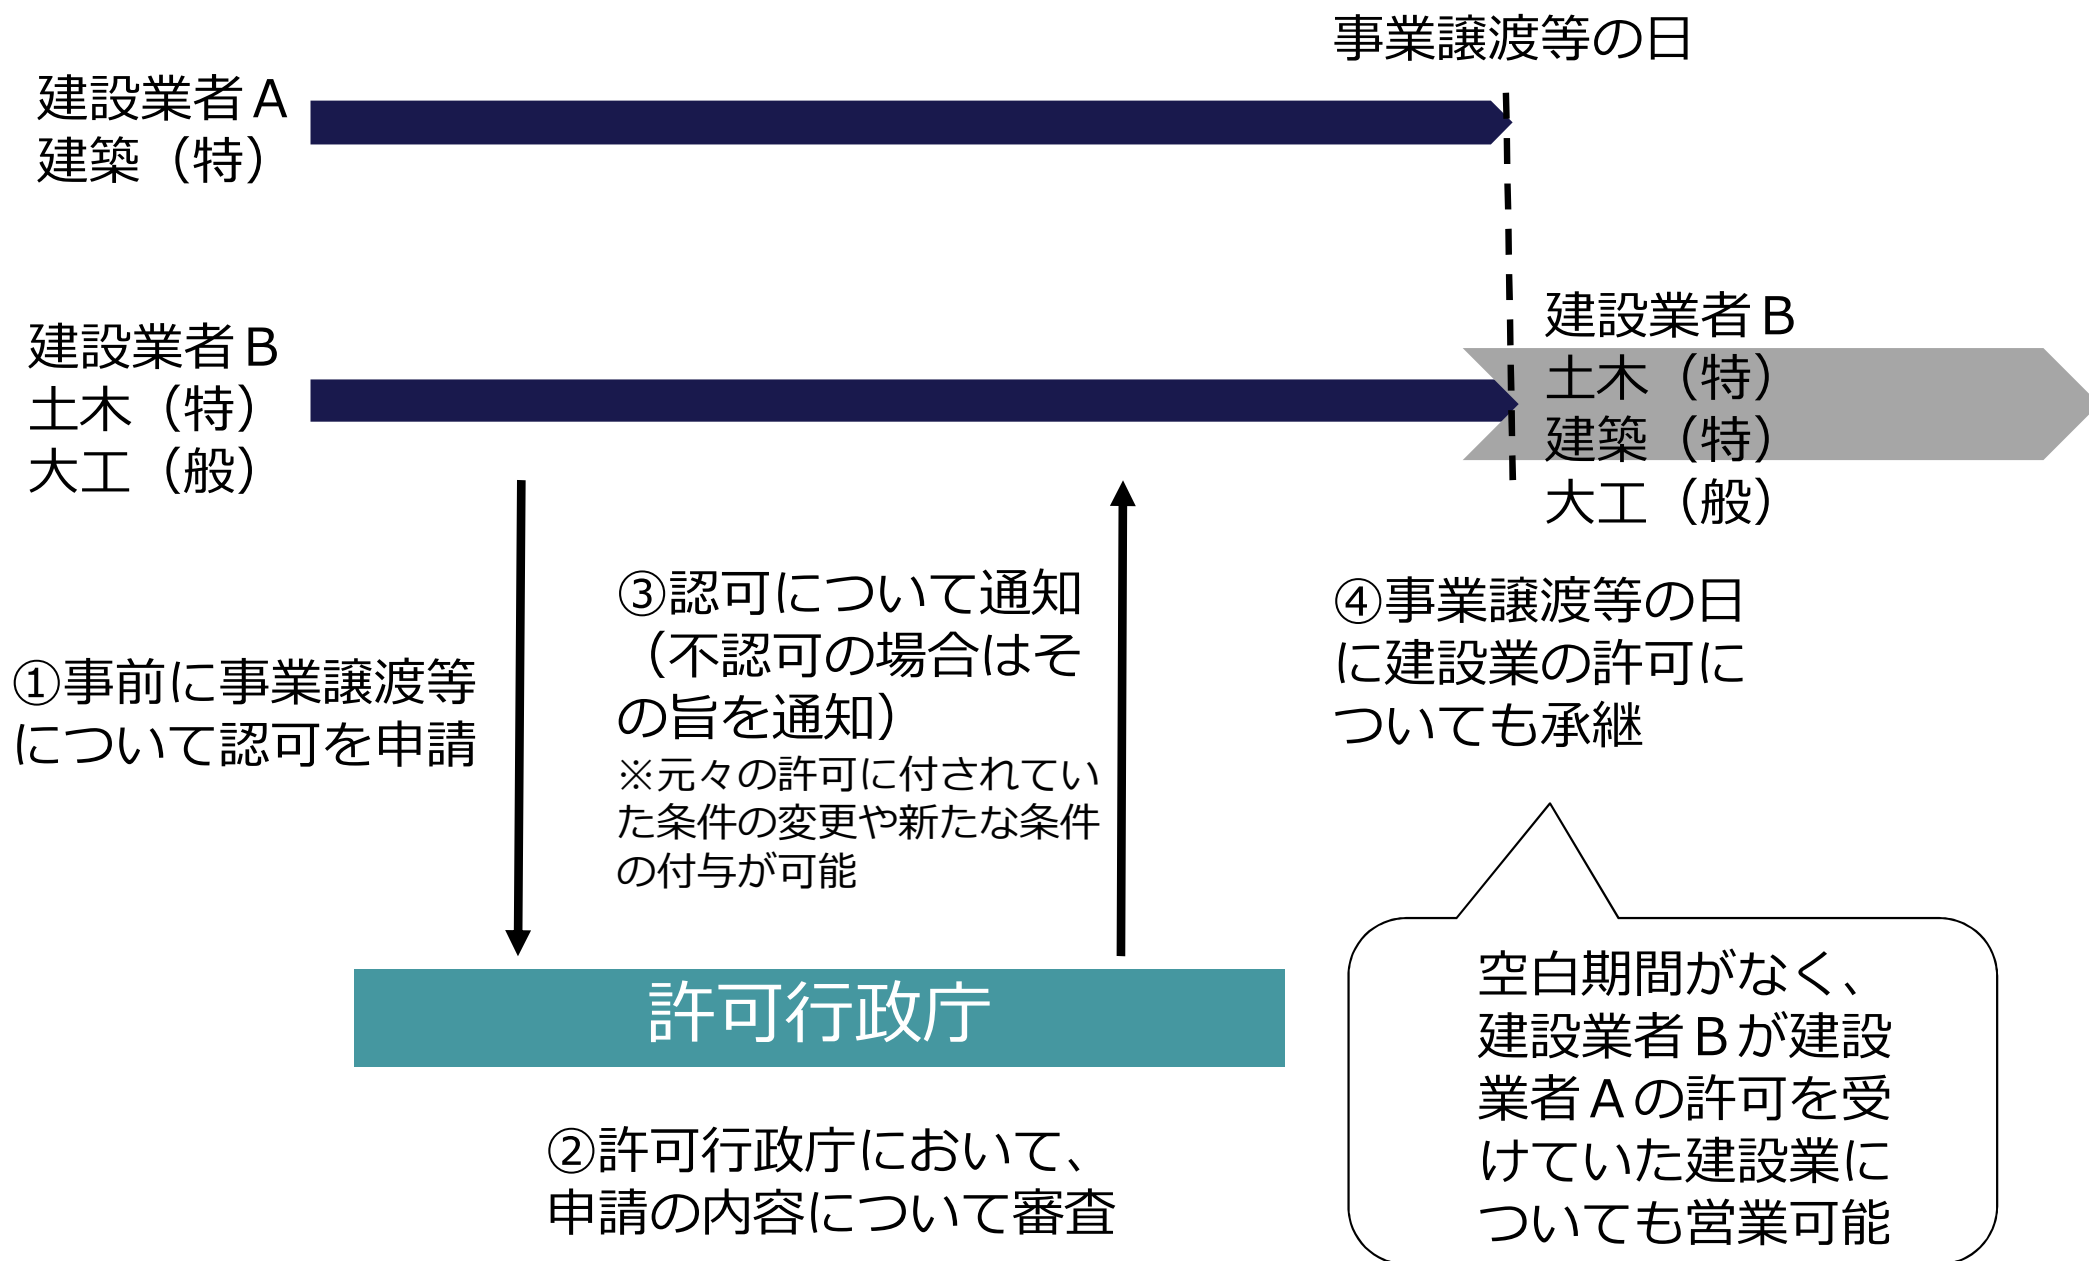 事業譲渡等の日
建設業者Ａ
建築（特）
建設業者Ｂ
土木（特）
大工（般）
建設業者Ｂ
土木（特）
建築（特）
大工（般）
①事前に事業譲渡等
について認可を申請
③認可について通知
（不認可の場合はそ
の旨を通知）
※元々の許可に付されてい
た条件の変更や新たな条件
の付与が可能
④事業譲渡等の日
に建設業の許可に
ついても承継
許可行政庁
②許可行政庁において、
申請の内容について審査
空白期間がなく、
建設業者Ｂが建設
業者Ａの許可を受
けていた建設業に
ついても営業可能